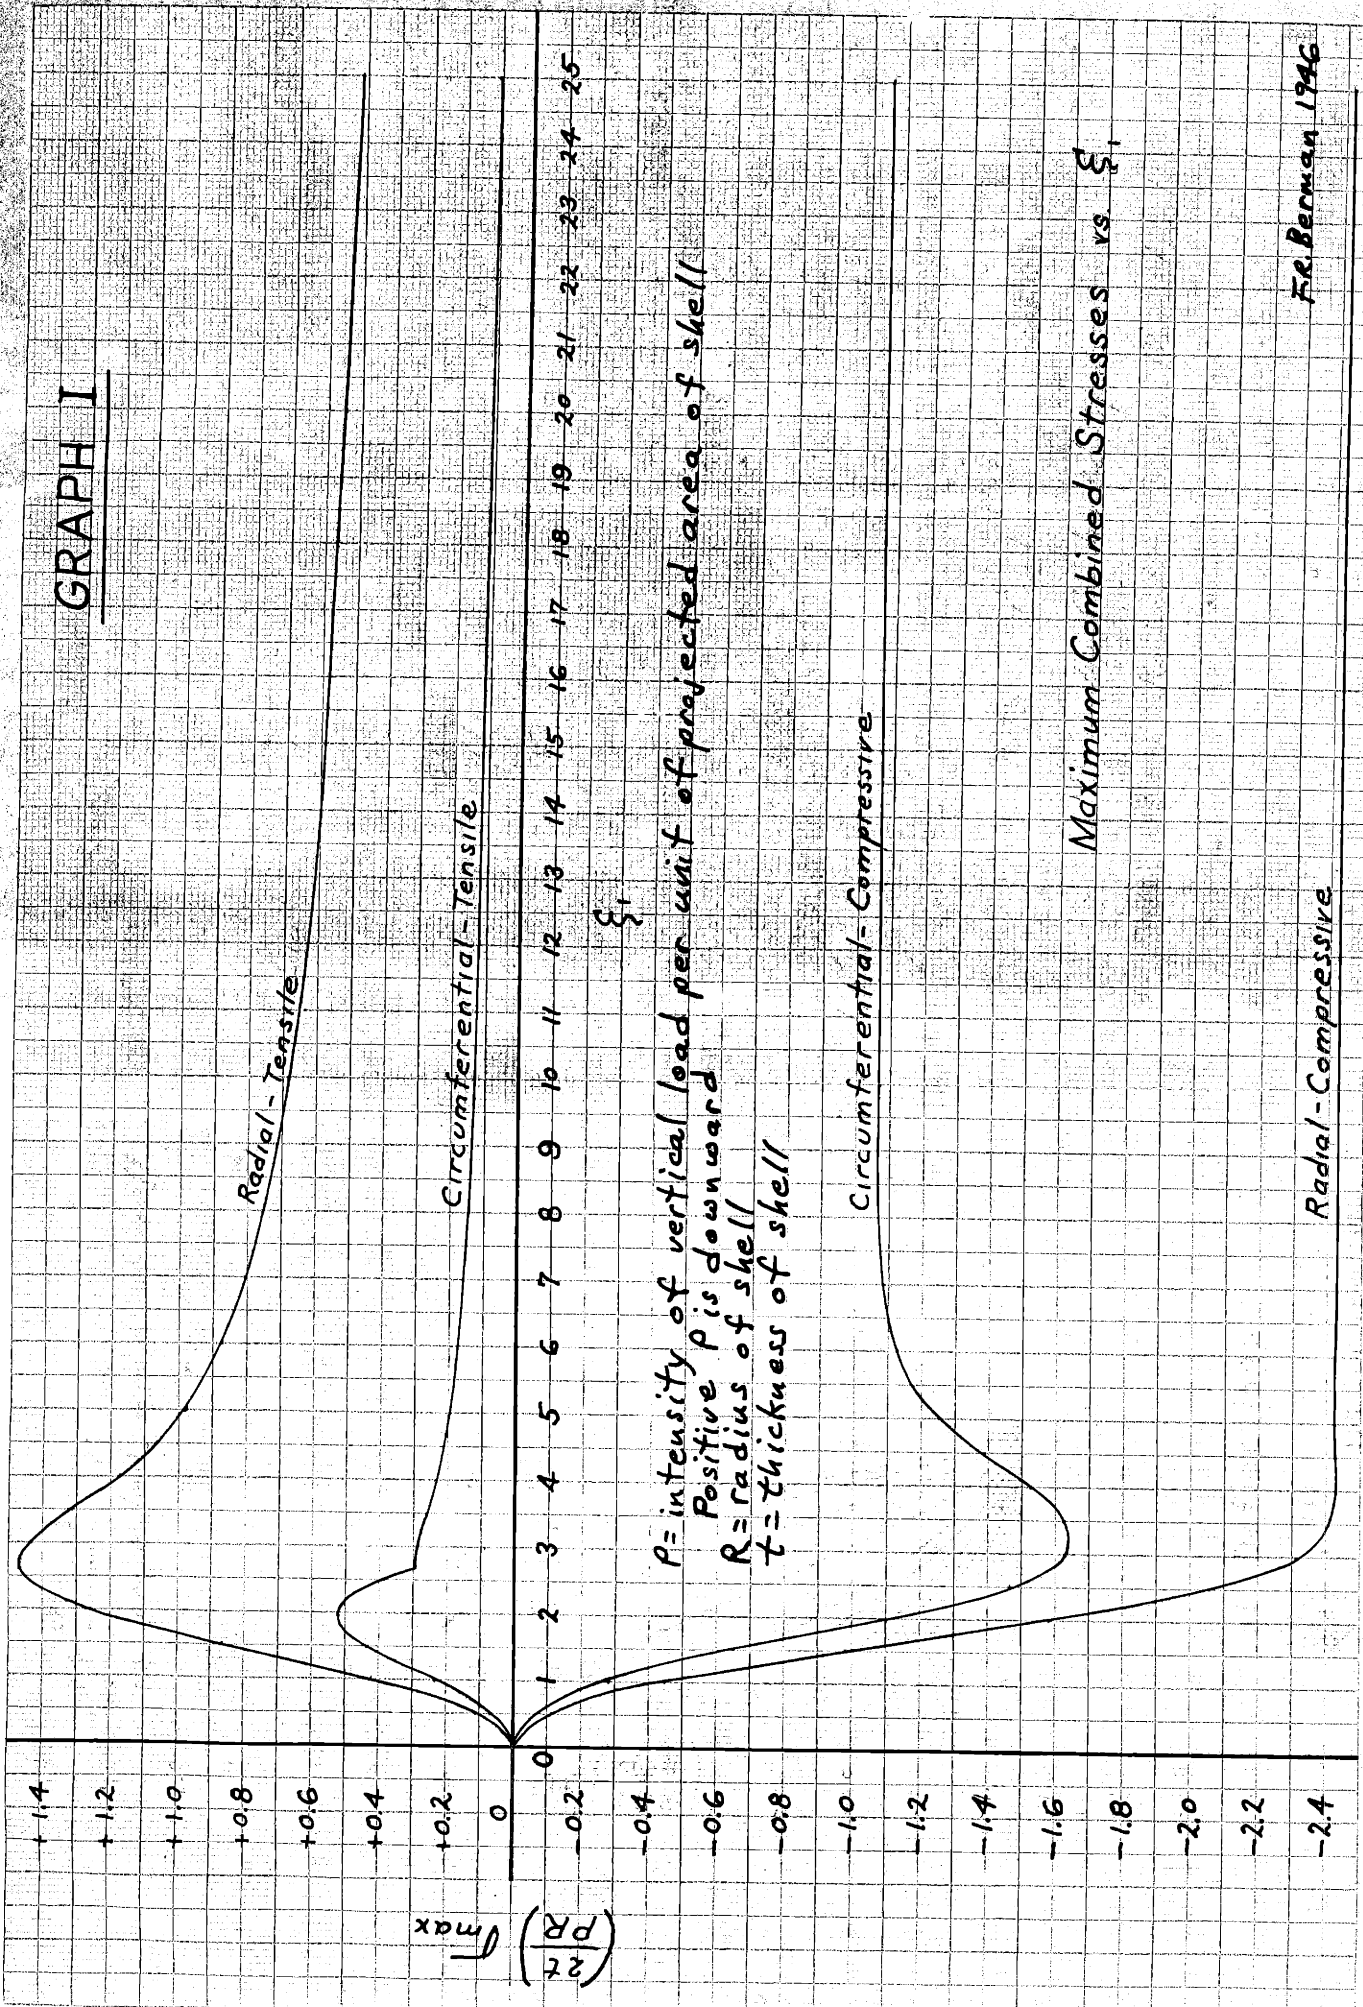 GRAPH I
+1.4
+1.2
+1.0
+0.8
+0.6
+0.4
+0.2
0
-0.2
-0.4
-0.6
-0.8
-1.0
-1.2
-1.4
-1.6
-1.8
-2.0
-2.2
-2.4
σmax (2t/PR)
Radial-Tensile
Circumferential-Tensile
0 1 2 3 4 5 6 7 8 9 10 11 12 13 14 15 16 17 18 19 20 21 22 23 24 25
ξ₁
P=intensity of vertical load per unit of projected area of shell
Positive P is downward
R=radius of shell
t=thickness of shell
Circumferential-Compressive
Maximum Combined Stresses vs. ξ₁
Radial-Compressive
F.R. Berman 1946